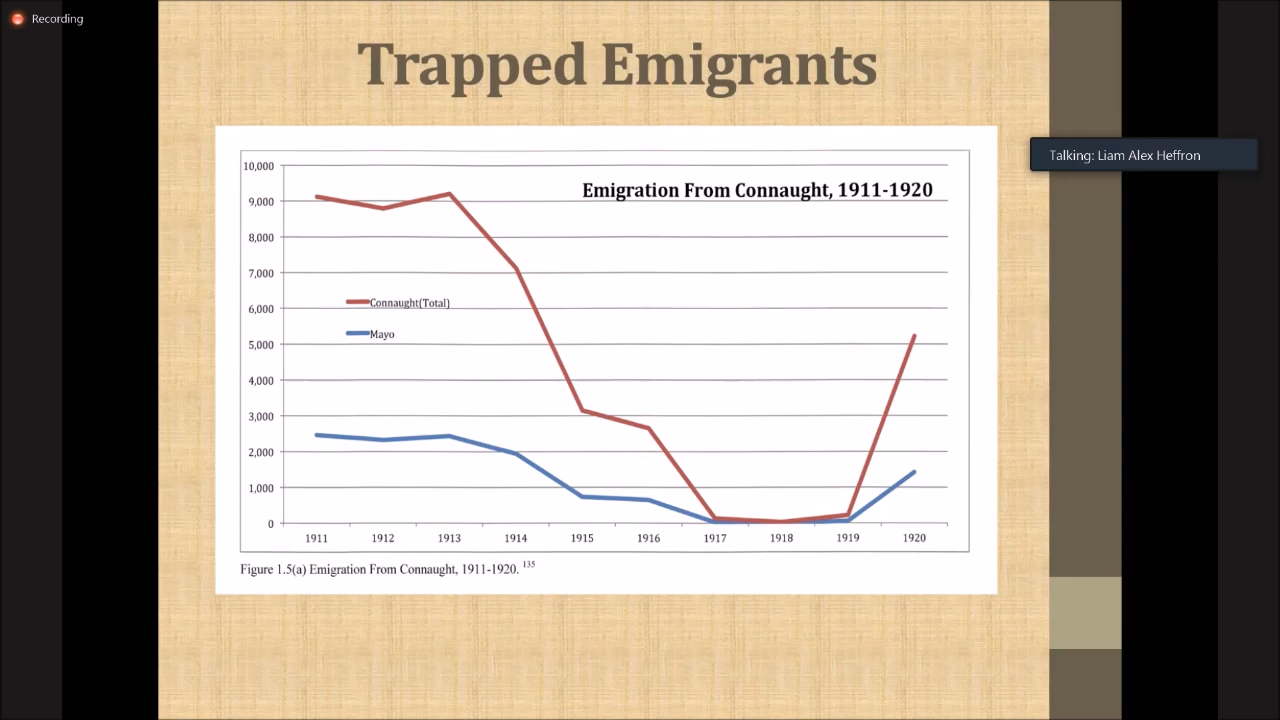 Recording
Trapped Emigrants
Talking: Liam Alex Heffron
Emigration From Connaught, 1911-1920
10,000
9,000
8,000
7,000
6,000
5,000
4,000
3,000
2,000
1,000
0
Connaught(Total)
Mayo
1911 1912 1913 1914 1915 1916 1917 1918 1919 1920
Figure 1.5(a) Emigration From Connaught, 1911-1920. 135